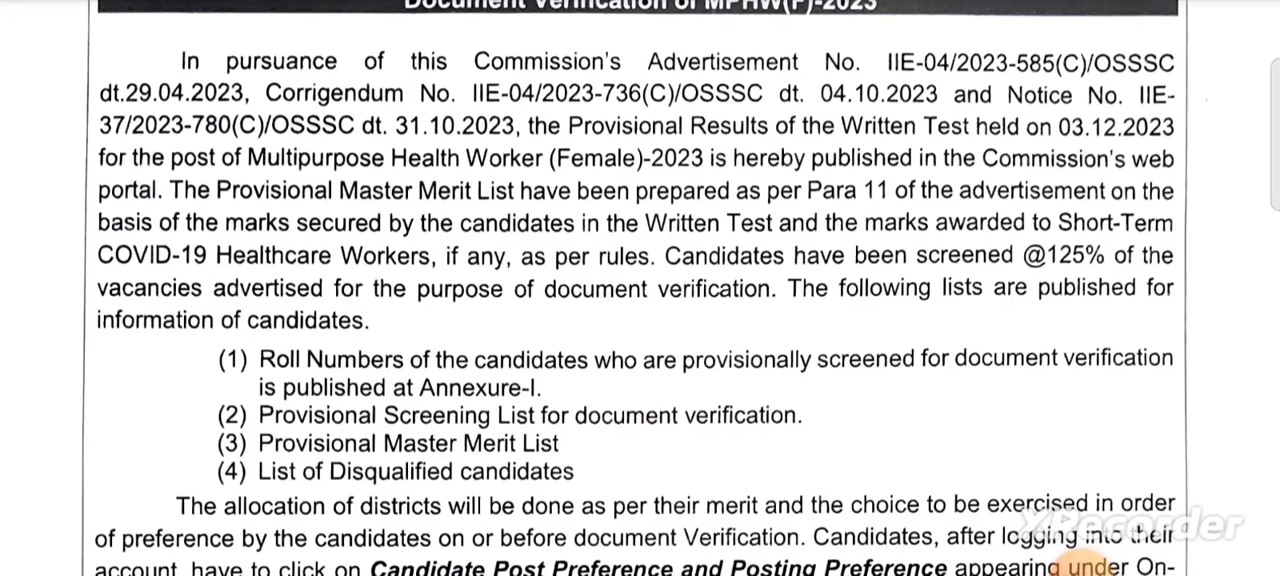 Document Verification of MPHW(F)-2023
In pursuance of this Commission's Advertisement No. IIE-04/2023-585(C)/OSSSC
dt.29.04.2023, Corrigendum No. IIE-04/2023-736(C)/OSSSC dt. 04.10.2023 and Notice No. IIE-
37/2023-780(C)/OSSSC dt. 31.10.2023, the Provisional Results of the Written Test held on 03.12.2023
for the post of Multipurpose Health Worker (Female)-2023 is hereby published in the Commission's web
portal. The Provisional Master Merit List have been prepared as per Para 11 of the advertisement on the
basis of the marks secured by the candidates in the Written Test and the marks awarded to Short-Term
COVID-19 Healthcare Workers, if any, as per rules. Candidates have been screened @125% of the
vacancies advertised for the purpose of document verification. The following lists are published for
information of candidates.
(1) Roll Numbers of the candidates who are provisionally screened for document verification
is published at Annexure-I.
(2) Provisional Screening List for document verification.
(3) Provisional Master Merit List
(4) List of Disqualified candidates
The allocation of districts will be done as per their merit and the choice to be exercised in order
of preference by the candidates on or before document Verification. Candidates, after logging into their
account, have to click on Candidate Post Preference and Posting Preference appearing under On-
XRecorder